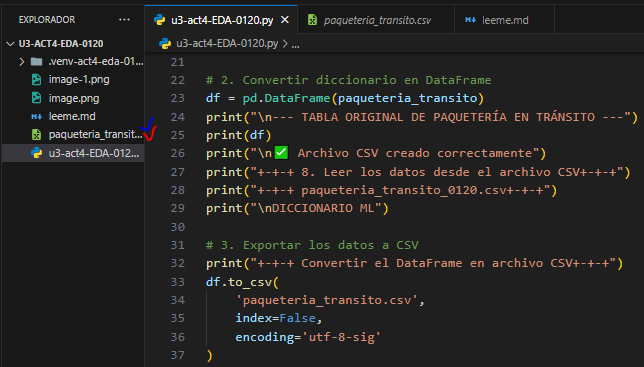 EXPLORADOR
U3-ACT4-EDA-0120
.venv-act4-eda-01...
image-1.png
image.png
leeme.md
paqueteria_transit...
u3-act4-EDA-012...
u3-act4-EDA-0120.py
paqueteria_transito.csv
leeme.md
u3-act4-EDA-0120.py > ...
21
22 # 2. Convertir diccionario en DataFrame
23 df = pd.DataFrame(paqueteria_transito)
24 print("\n--- TABLA ORIGINAL DE PAQUETERÍA EN TRÁNSITO ---")
25 print(df)
26 print("\n✅ Archivo CSV creado correctamente")
27 print("+-+-+ 8. Leer los datos desde el archivo CSV+-+-+")
28 print("+-+-+ paqueteria_transito_0120.csv+-+-+")
29 print("\nDICCIONARIO ML")
30
31 # 3. Exportar los datos a CSV
32 print("+-+-+ Convertir el DataFrame en archivo CSV+-+-+")
33 df.to_csv(
34 'paqueteria_transito.csv',
35 index=False,
36 encoding='utf-8-sig'
37 )